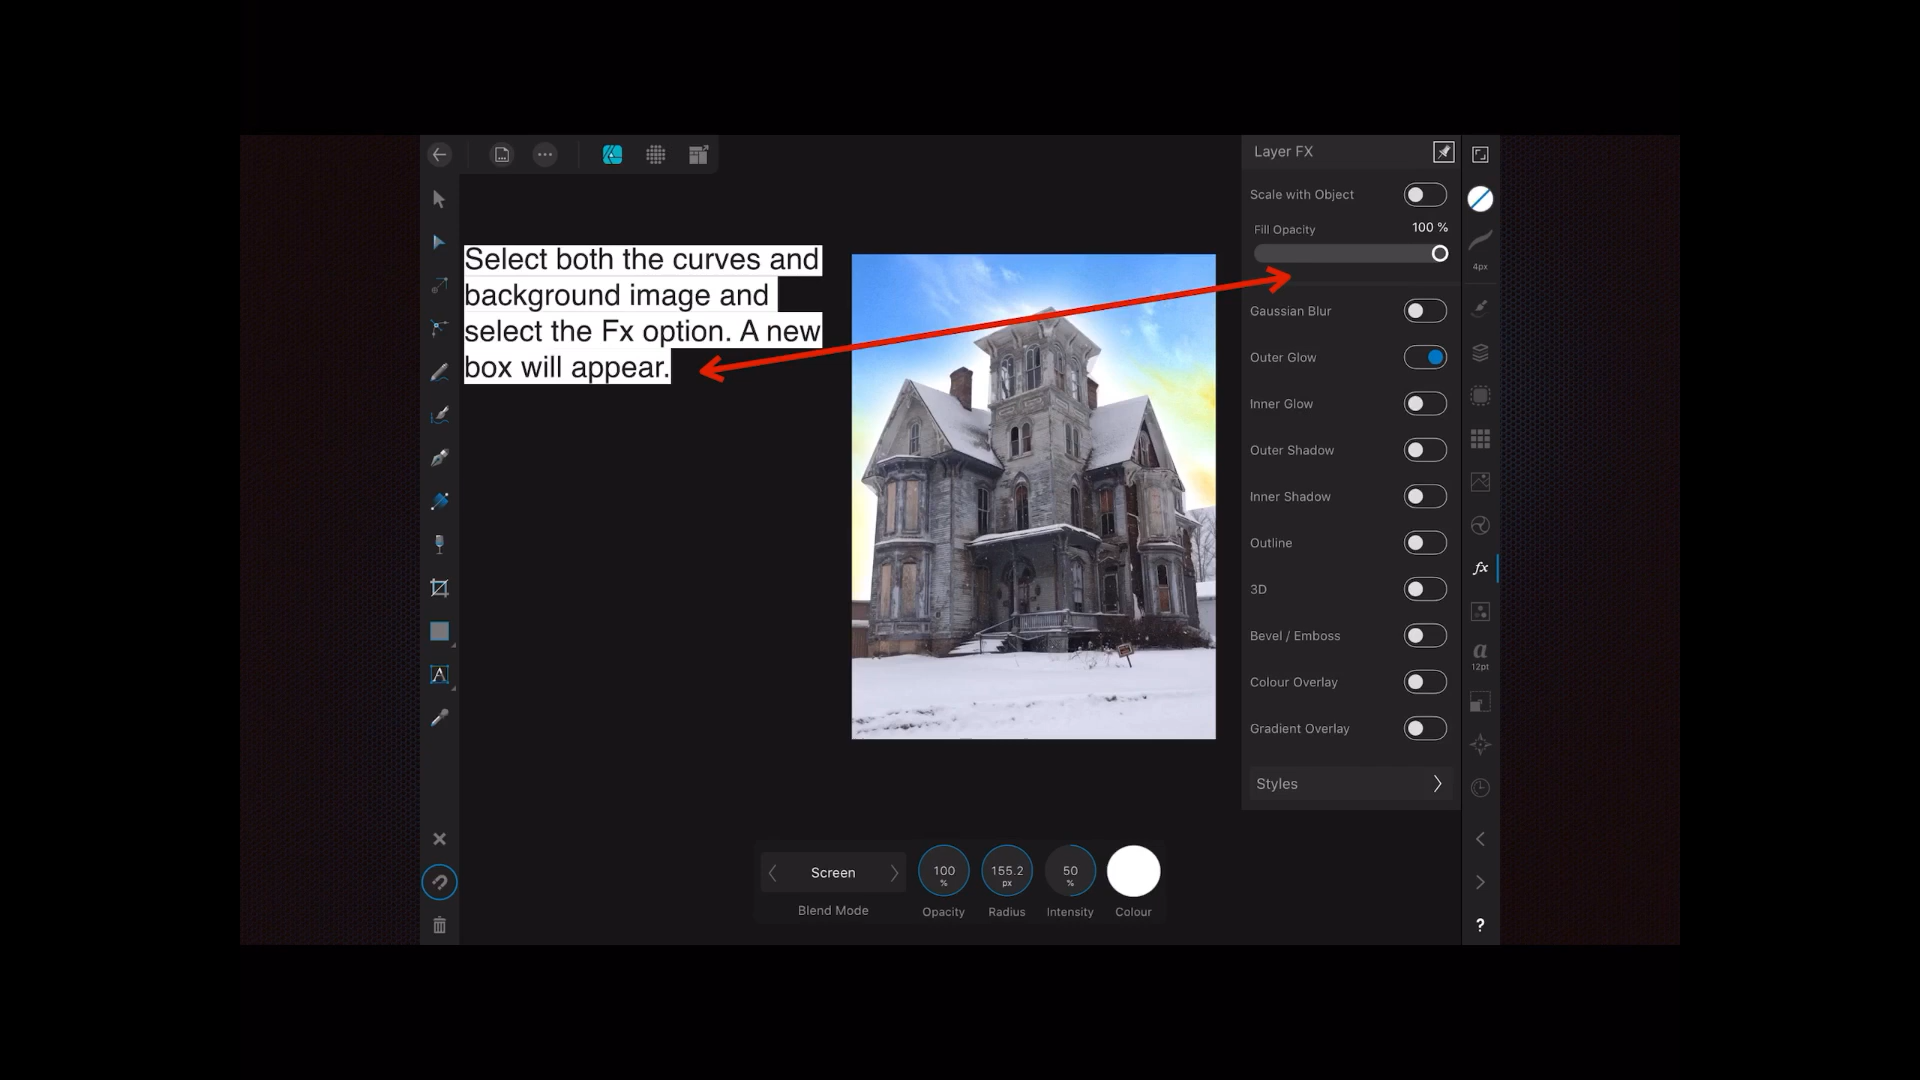 Layer FX
Scale with Object
Fill Opacity 100 %
4px
Select both the curves and
background image and
select the Fx option. A new
box will appear.
Gaussian Blur
Outer Glow
Inner Glow
Outer Shadow
Inner Shadow
Outline
fx
3D
Bevel / Emboss
a
12pt
A
Colour Overlay
Gradient Overlay
Styles
Screen
Blend Mode
100
%
Opacity
155.2
px
Radius
50
%
Intensity
Colour
?